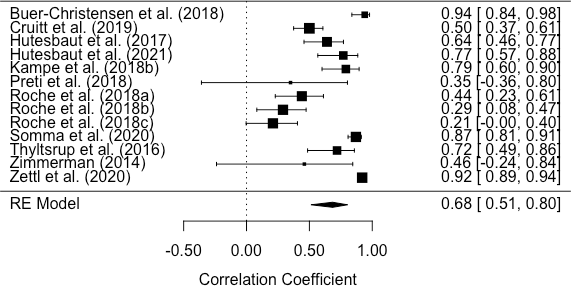 Buer-Christensen et al. (2018) 0.94 [ 0.84, 0.98]
Cruitt et al. (2019) 0.50 [ 0.37, 0.61]
Hutesbaut et al. (2017) 0.64 [ 0.46, 0.77]
Hutesbaut et al. (2021) 0.77 [ 0.57, 0.88]
Kampe et al. (2018b) 0.79 [ 0.60, 0.90]
Preti et al. (2018) 0.35 [-0.36, 0.80]
Roche et al. (2018a) 0.44 [ 0.23, 0.61]
Roche et al. (2018b) 0.29 [ 0.08, 0.47]
Roche et al. (2018c) 0.21 [-0.00, 0.40]
Somma et al. (2020) 0.87 [ 0.81, 0.91]
Thyltsrup et al. (2016) 0.72 [ 0.49, 0.86]
Zimmerman (2014) 0.46 [-0.24, 0.84]
Zettl et al. (2020) 0.92 [ 0.89, 0.94]
RE Model 0.68 [ 0.51, 0.80]
-0.50 0.00 0.50 1.00
Correlation Coefficient